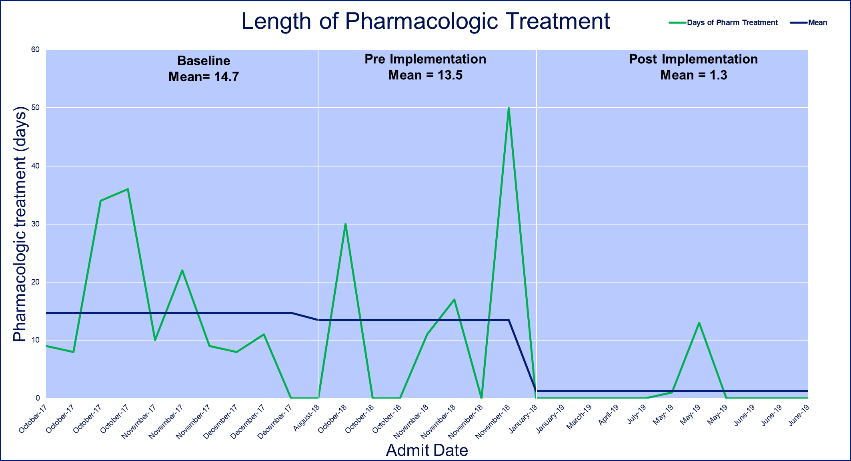 Length of Pharmacologic Treatment
Days of Pharm Treatment
Mean
Baseline
Mean= 14.7
Pre Implementation
Mean = 13.5
Post Implementation
Mean = 1.3
Pharmacologic treatment (days)
60
50
40
30
20
10
0
October-17
October-17
October-17
October-17
November-17
November-17
November-17
December-17
December-17
December-17
August-18
October-18
October-18
October-18
November-18
November-18
November-18
November-18
January-19
January-19
March-19
April-19
July-19
May-19
May-19
May-19
June-19
June-19
June-19
Admit Date